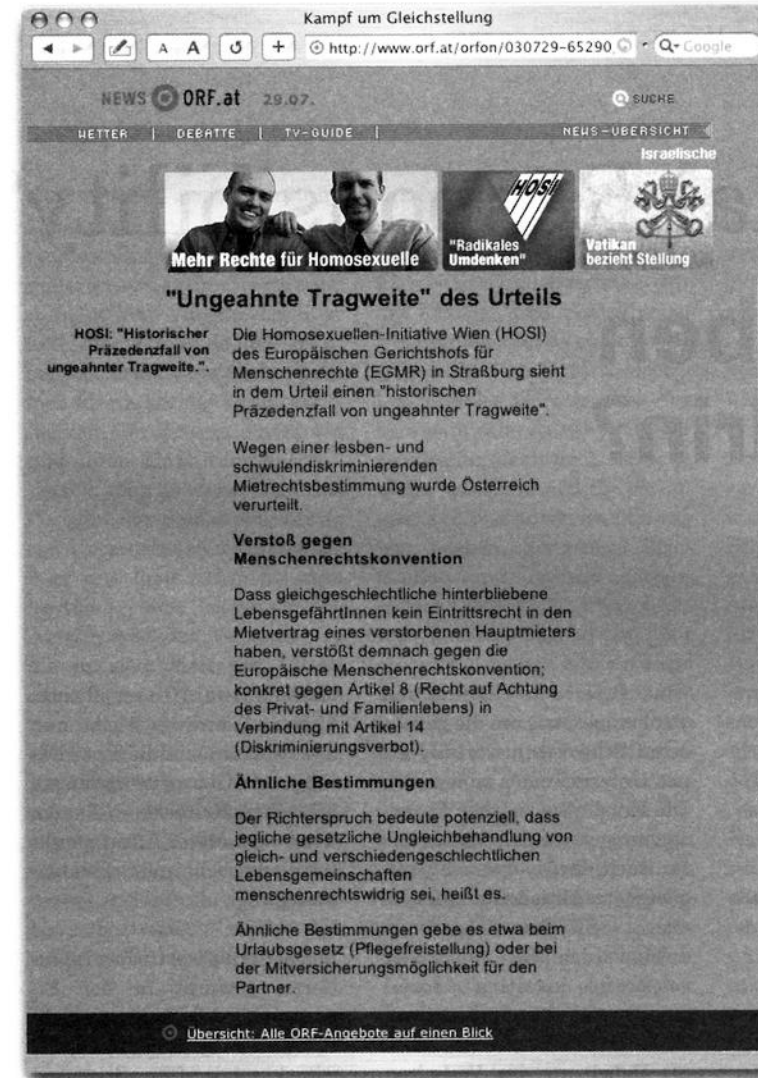 Kampf um Gleichstellung
A A + http://www.orf.at/orfon/030729-65290 Google
NEWS ORF.at 29.07. SUCHE
WETTER | DEBATTE | TV-GUIDE | NEWS-ÜBERSICHT
Israelische
HOSI
Mehr Rechte für Homosexuelle
"Radikales
Umdenken"
Vatikan
bezieht Stellung
"Ungeahnte Tragweite" des Urteils
HOSI: "Historischer
Präzedenzfall von
ungeahnter Tragweite.".
Die Homosexuellen-Initiative Wien (HOSI)
des Europäischen Gerichtshofs für
Menschenrechte (EGMR) in Straßburg sieht
in dem Urteil einen "historischen
Präzedenzfall von ungeahnter Tragweite".
Wegen einer lesben- und
schwulendiskriminierenden
Mietrechtsbestimmung wurde Österreich
verurteilt.
Verstoß gegen
Menschenrechtskonvention
Dass gleichgeschlechtliche hinterbliebene
LebensgefährtInnen kein Eintrittsrecht in den
Mietvertrag eines verstorbenen Hauptmieters
haben, verstößt demnach gegen die
Europäische Menschenrechtskonvention;
konkret gegen Artikel 8 (Recht auf Achtung
des Privat- und Familienlebens) in
Verbindung mit Artikel 14
(Diskriminierungsverbot).
Ähnliche Bestimmungen
Der Richterspruch bedeute potenziell, dass
jegliche gesetzliche Ungleichbehandlung von
gleich- und verschiedengeschlechtlichen
Lebensgemeinschaften
menschenrechtswidrig sei, heißt es.
Ähnliche Bestimmungen gebe es etwa beim
Urlaubsgesetz (Pflegefreistellung) oder bei
der Mitversicherungsmöglichkeit für den
Partner.
Übersicht: Alle ORF-Angebote auf einen Blick